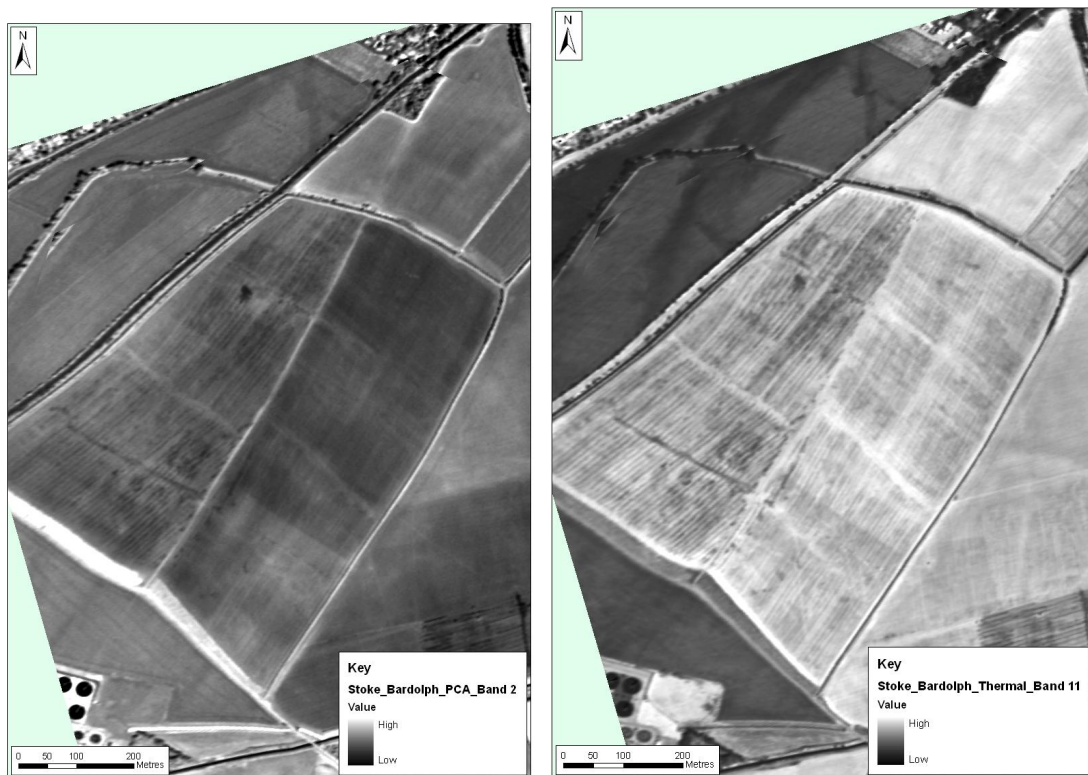 N
Key
Stoke_Bardolph_PCA_Band 2
Value
High
Low
0 50 100 200
Metres
N
Key
Stoke_Bardolph_Thermal_Band 11
Value
High
Low
0 50 100 200
Metres